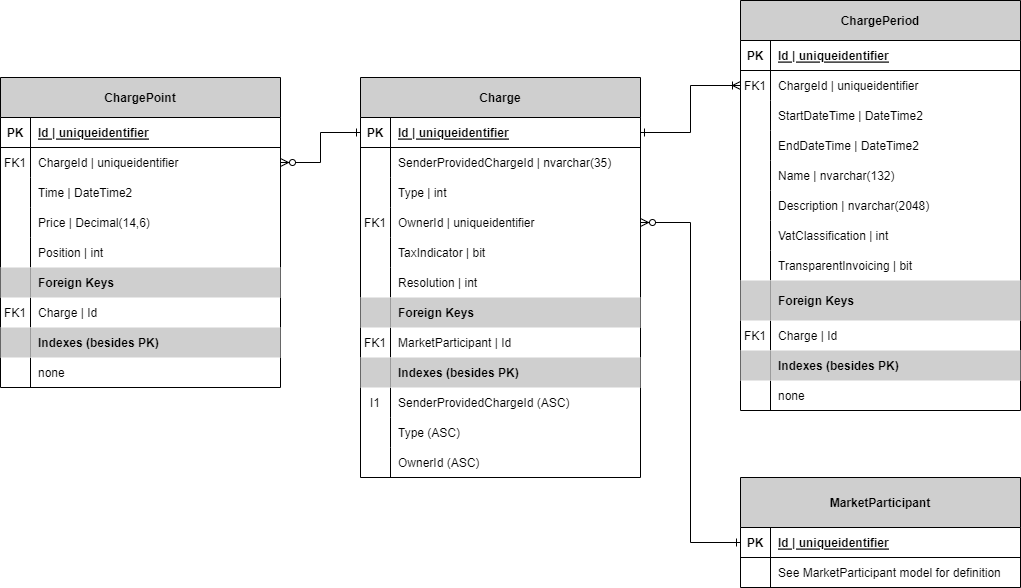 ChargePoint
PK Id | uniqueidentifier
FK1 ChargeId | uniqueidentifier
Time | DateTime2
Price | Decimal(14,6)
Position | int
Foreign Keys
FK1 Charge | Id
Indexes (besides PK)
none
Charge
PK Id | uniqueidentifier
SenderProvidedChargeId | nvarchar(35)
Type | int
FK1 OwnerId | uniqueidentifier
TaxIndicator | bit
Resolution | int
Foreign Keys
FK1 MarketParticipant | Id
Indexes (besides PK)
I1 SenderProvidedChargeId (ASC)
Type (ASC)
OwnerId (ASC)
ChargePeriod
PK Id | uniqueidentifier
FK1 ChargeId | uniqueidentifier
StartDateTime | DateTime2
EndDateTime | DateTime2
Name | nvarchar(132)
Description | nvarchar(2048)
VatClassification | int
TransparentInvoicing | bit
Foreign Keys
FK1 Charge | Id
Indexes (besides PK)
none
MarketParticipant
PK Id | uniqueidentifier
See MarketParticipant model for definition